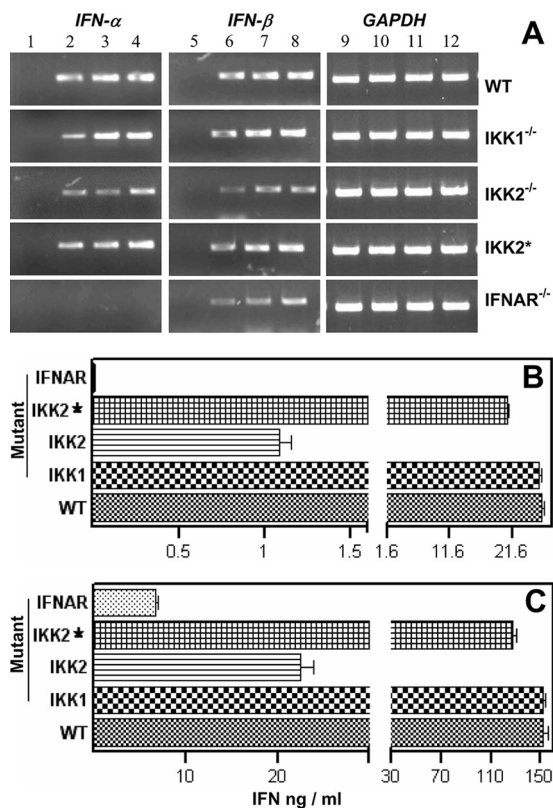 IFN-α IFN-β GAPDH
A
1 2 3 4 5 6 7 8 9 10 11 12
WT
IKK1-/-
IKK2-/-
IKK2*
IFNAR-/-
B
Mutant
IFNAR
IKK2*
IKK2
IKK1
WT
0.5 1 1.5 1.6 11.6 21.6
C
Mutant
IFNAR
IKK2*
IKK2
IKK1
WT
10 20 30 70 110 150
IFN ng / ml